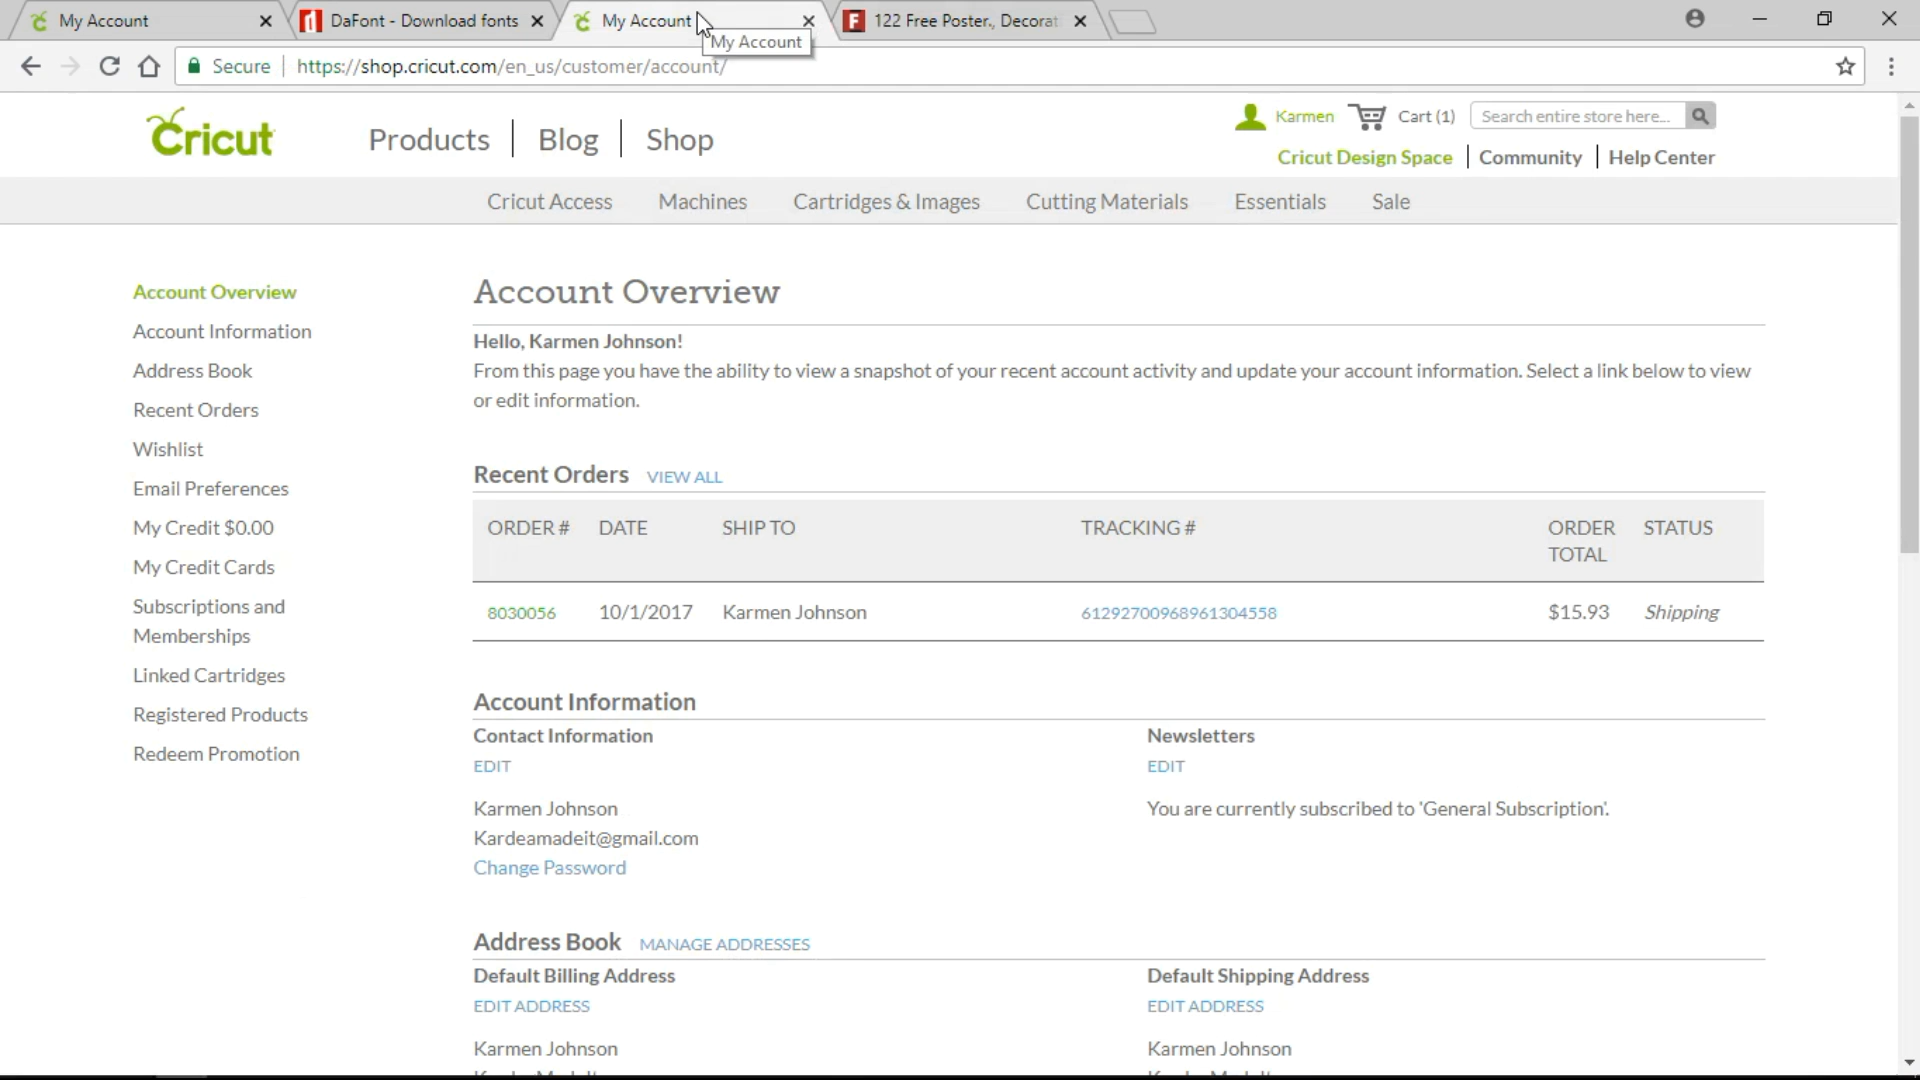 My Account
DaFont - Download fonts
My Account
122 Free Poster., Decorat
My Account
Secure
https://shop.cricut.com/en_us/customer/account/
Cricut
Products
Blog
Shop
Karmen
Cart (1)
Search entire store here...
Cricut Design Space
Community
Help Center
Cricut Access
Machines
Cartridges & Images
Cutting Materials
Essentials
Sale
Account Overview
Account Information
Address Book
Recent Orders
Wishlist
Email Preferences
My Credit $0.00
My Credit Cards
Subscriptions and
Memberships
Linked Cartridges
Registered Products
Redeem Promotion
Account Overview
Hello, Karmen Johnson!
From this page you have the ability to view a snapshot of your recent account activity and update your account information. Select a link below to view
or edit information.
Recent Orders VIEW ALL
ORDER # DATE SHIP TO TRACKING # ORDER STATUS
TOTAL
8030056 10/1/2017 Karmen Johnson 61292700968961304558 $15.93 Shipping
Account Information
Contact Information
EDIT
Karmen Johnson
Kardeamadeit@gmail.com
Change Password
Newsletters
EDIT
You are currently subscribed to 'General Subscription'.
Address Book MANAGE ADDRESSES
Default Billing Address
EDIT ADDRESS
Karmen Johnson
Default Shipping Address
EDIT ADDRESS
Karmen Johnson